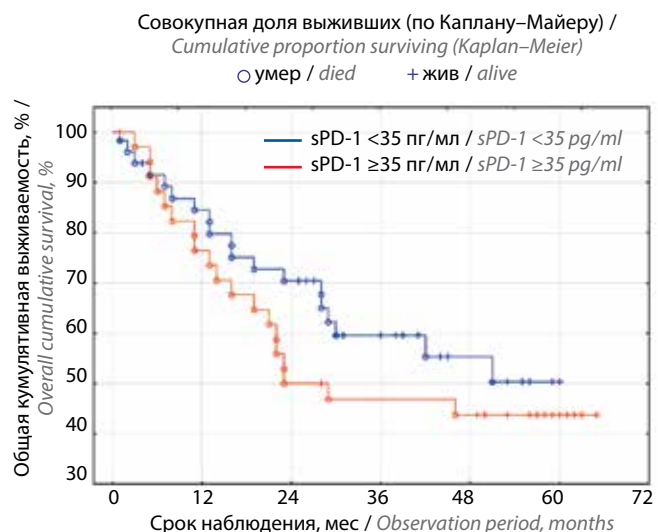 Совокупная доля выживших (по Каплану–Майеру) /
Cumulative proportion surviving (Kaplan–Meier)
умер / died + жив / alive
Общая кумулятивная выживаемость, % /
Overall cumulative survival, %
100
90
80
70
60
50
40
30
sPD-1 <35 пг/мл / sPD-1 <35 pg/ml
sPD-1 ≥35 пг/мл / sPD-1 ≥35 pg/ml
0 12 24 36 48 60 72
Срок наблюдения, мес / Observation period, months